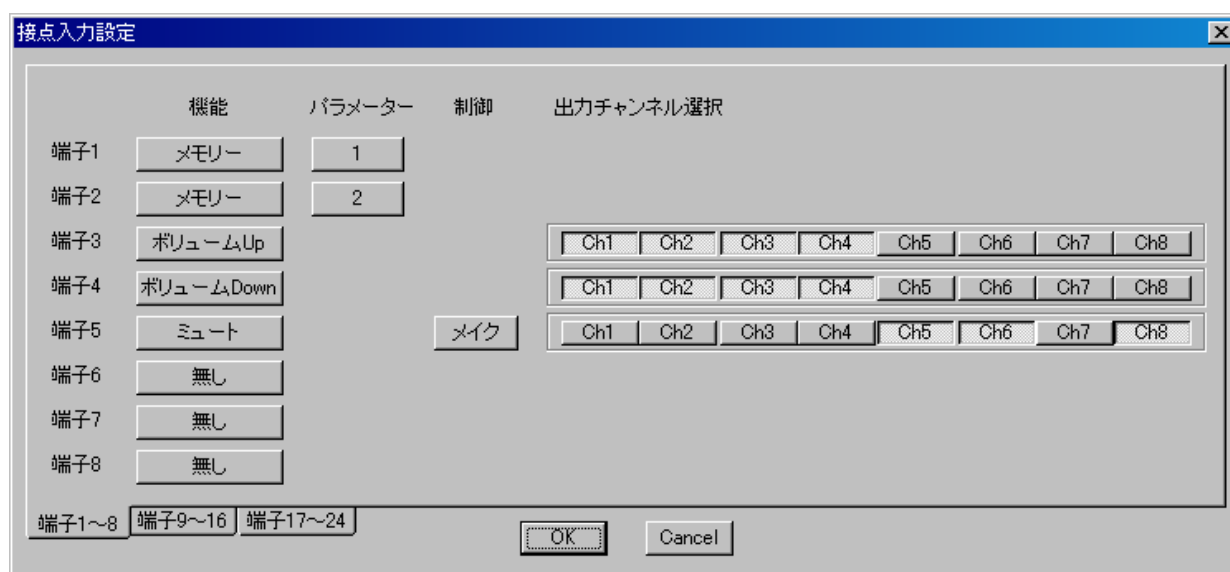 接点入力設定
機能 パラメーター 制御 出力チャンネル選択
端子1 メモリー 1
端子2 メモリー 2
端子3 ボリュームUp Ch1 Ch2 Ch3 Ch4 Ch5 Ch6 Ch7 Ch8
端子4 ボリュームDown Ch1 Ch2 Ch3 Ch4 Ch5 Ch6 Ch7 Ch8
端子5 ミュート メイク Ch1 Ch2 Ch3 Ch4 Ch5 Ch6 Ch7 Ch8
端子6 無し
端子7 無し
端子8 無し
端子1～8 端子9～16 端子17～24
OK Cancel